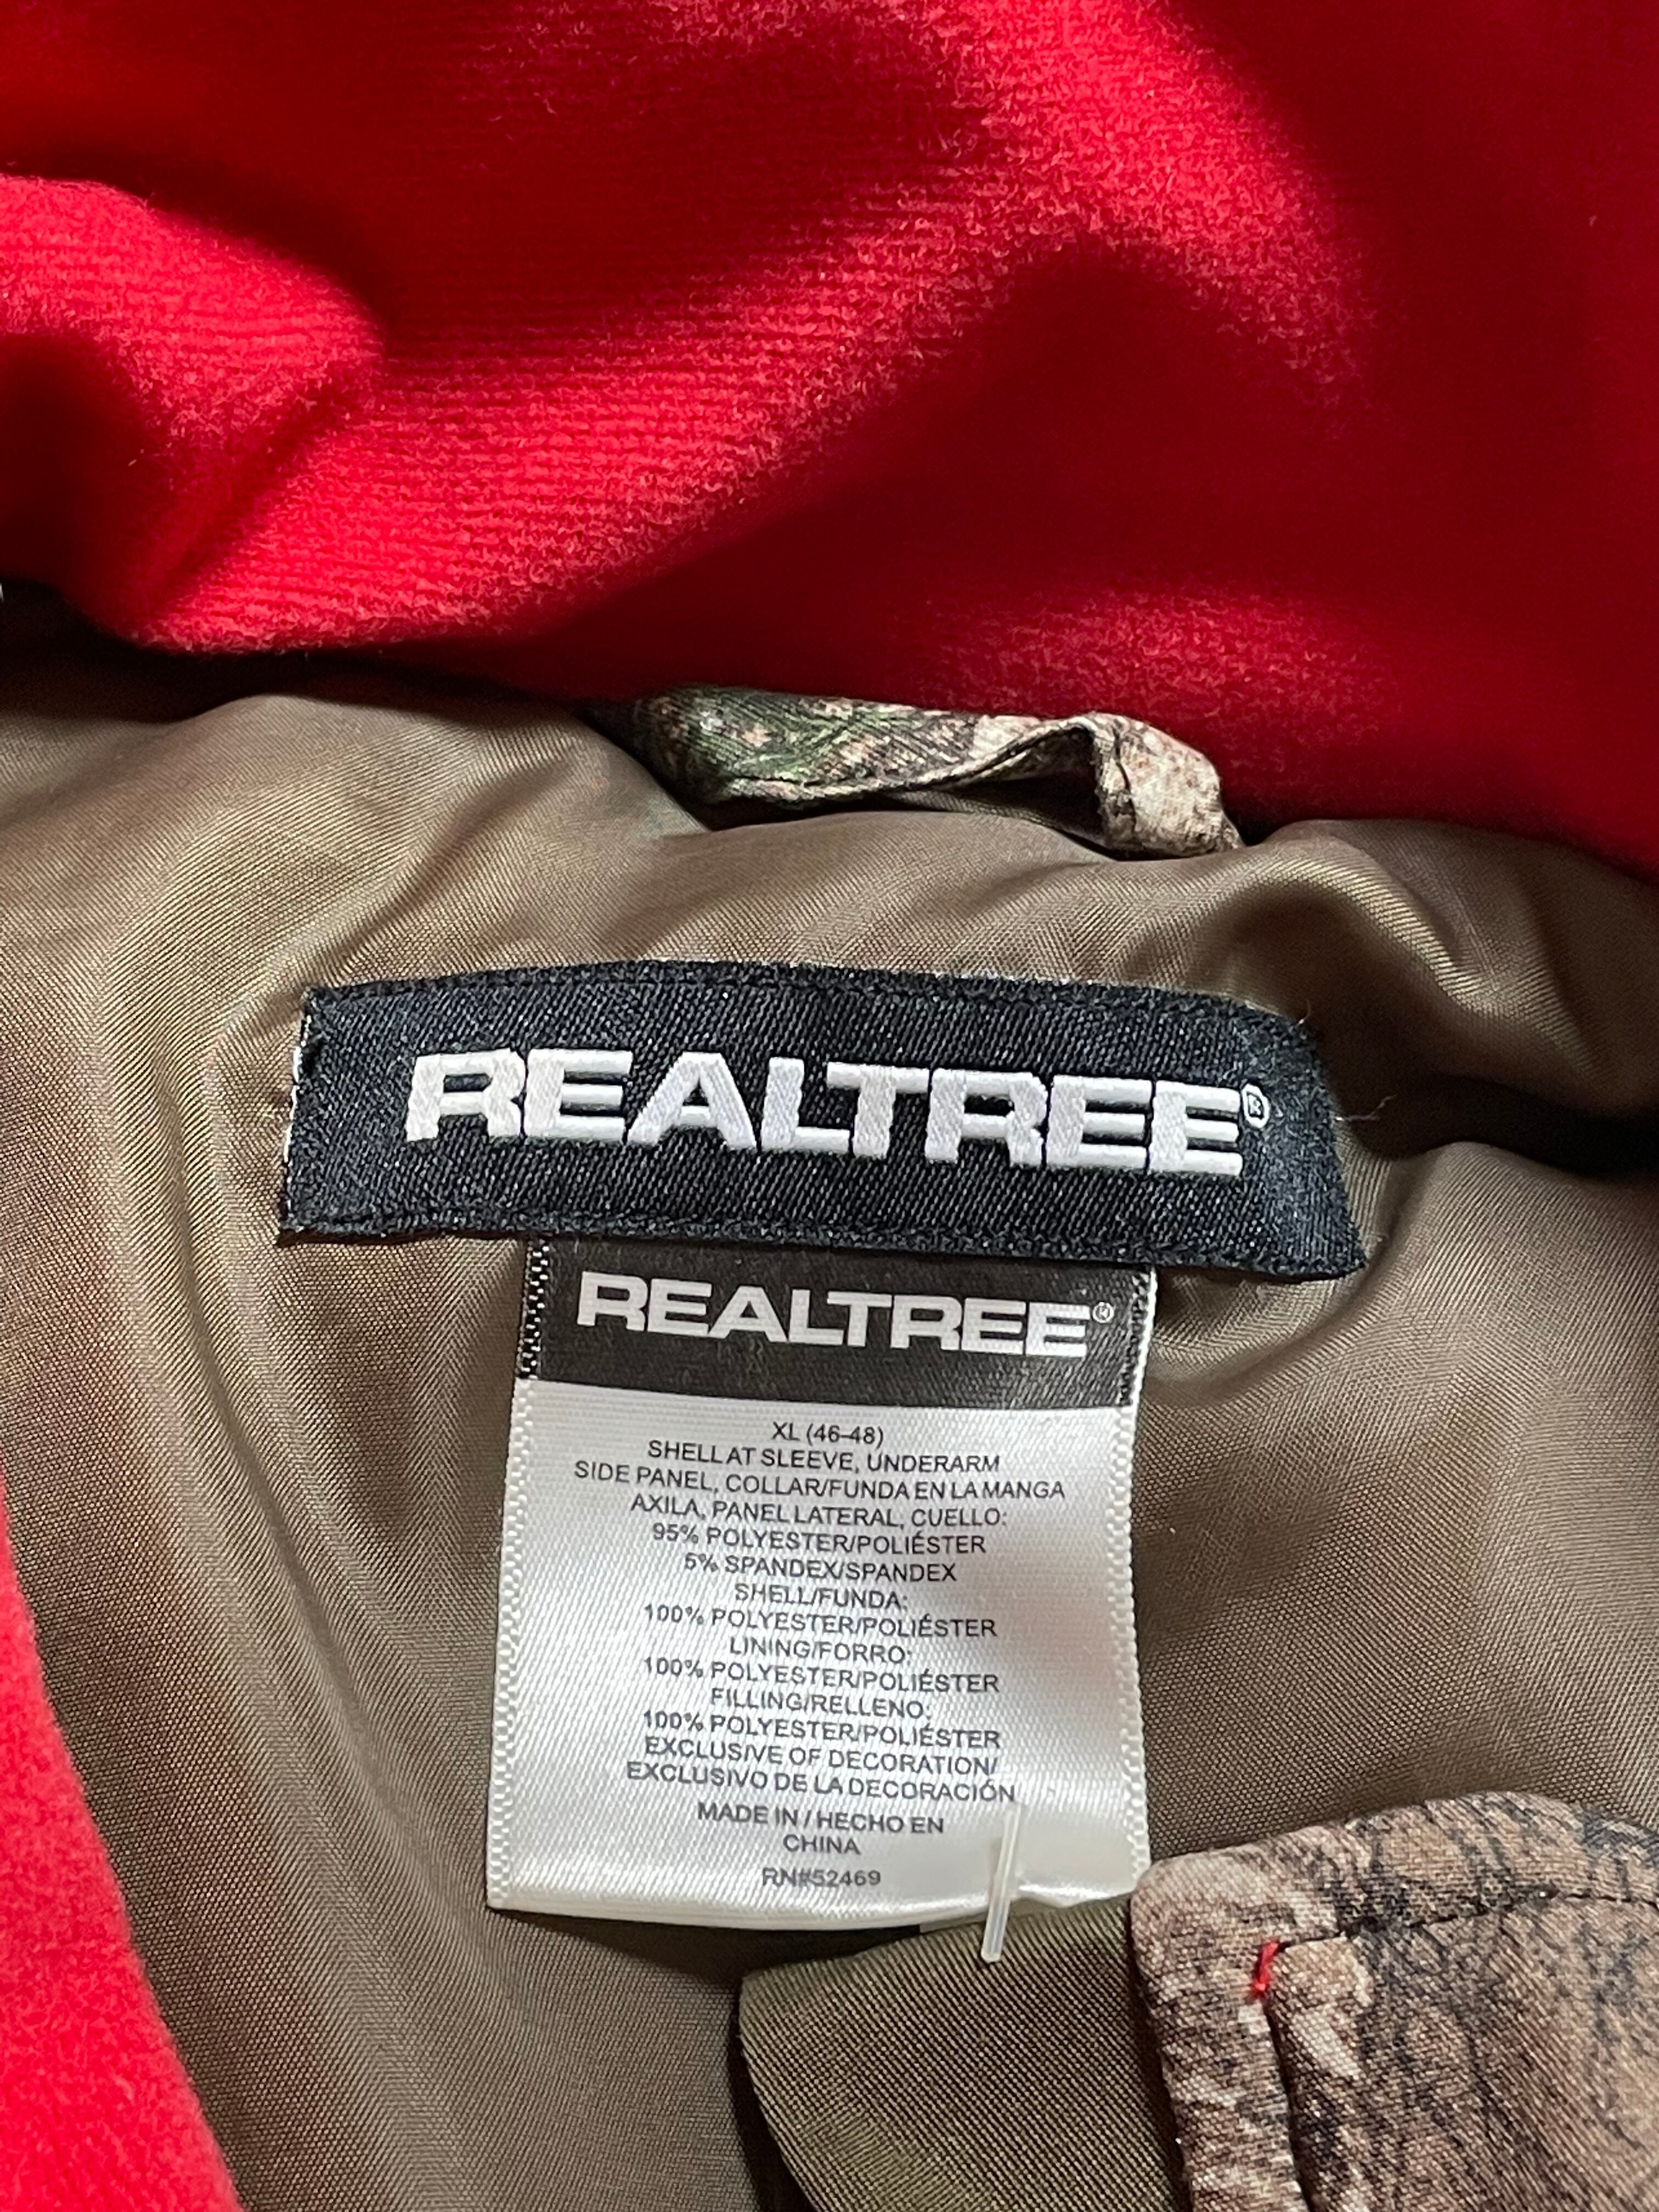 REALTREE®
REALTREE®
XL (46-48)
SHELL AT SLEEVE, UNDERARM
SIDE PANEL, COLLAR/FUNDA EN LA MANGA
AXILA, PANEL LATERAL, CUELLO:
95% POLYESTER/POLIÉSTER
5% SPANDEX/SPANDEX
SHELL/FUNDA:
100% POLYESTER/POLIÉSTER
LINING/FORRO:
100% POLYESTER/POLIÉSTER
FILLING/RELLENO:
100% POLYESTER/POLIÉSTER
EXCLUSIVE OF DECORATION/
EXCLUSIVO DE LA DECORACIÓN
MADE IN / HECHO EN
CHINA
RN#52469